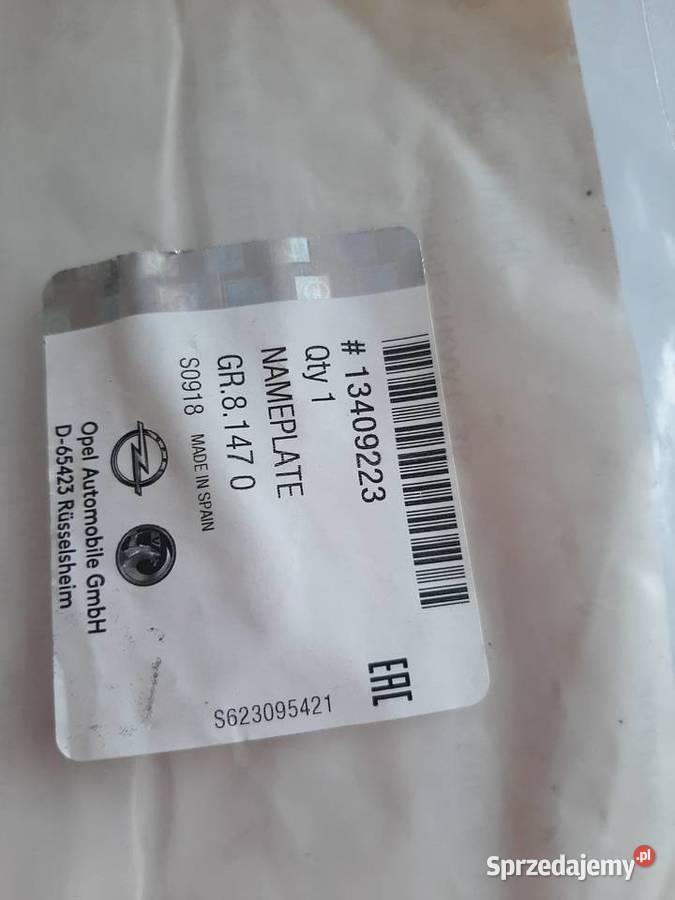 # 13409223
Qty 1
NAMEPLATE
GR.8.147 0
S0918 MADE IN SPAIN
Opel Automobile GmbH
D-65423 Rüsselsheim
EAC
S623095421
Sprzedajemy.pl